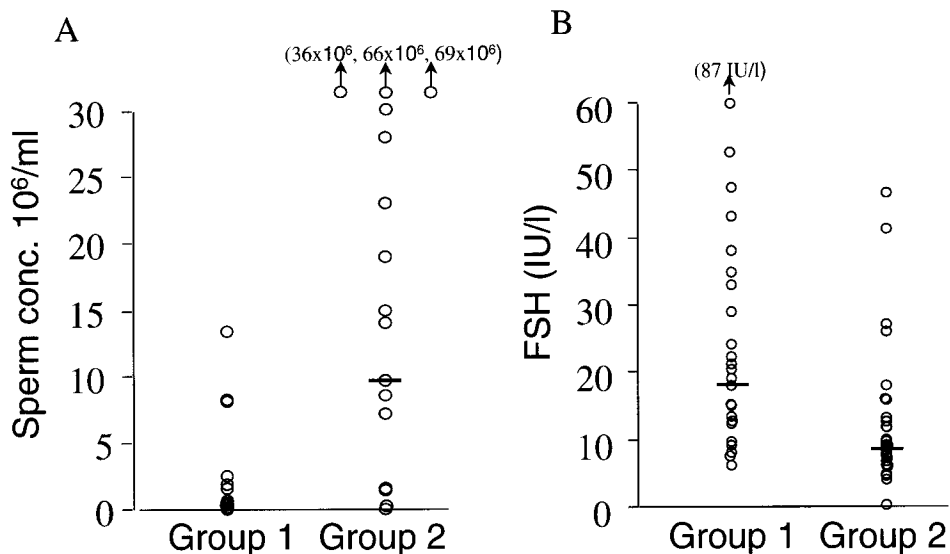 A
(36x10⁶, 66x10⁶, 69x10⁶)
Sperm conc. 10⁶/ml
30
25
20
15
10
5
0
Group 1 Group 2
B
(87 IU/l)
FSH (IU/l)
60
50
40
30
20
10
0
Group 1 Group 2